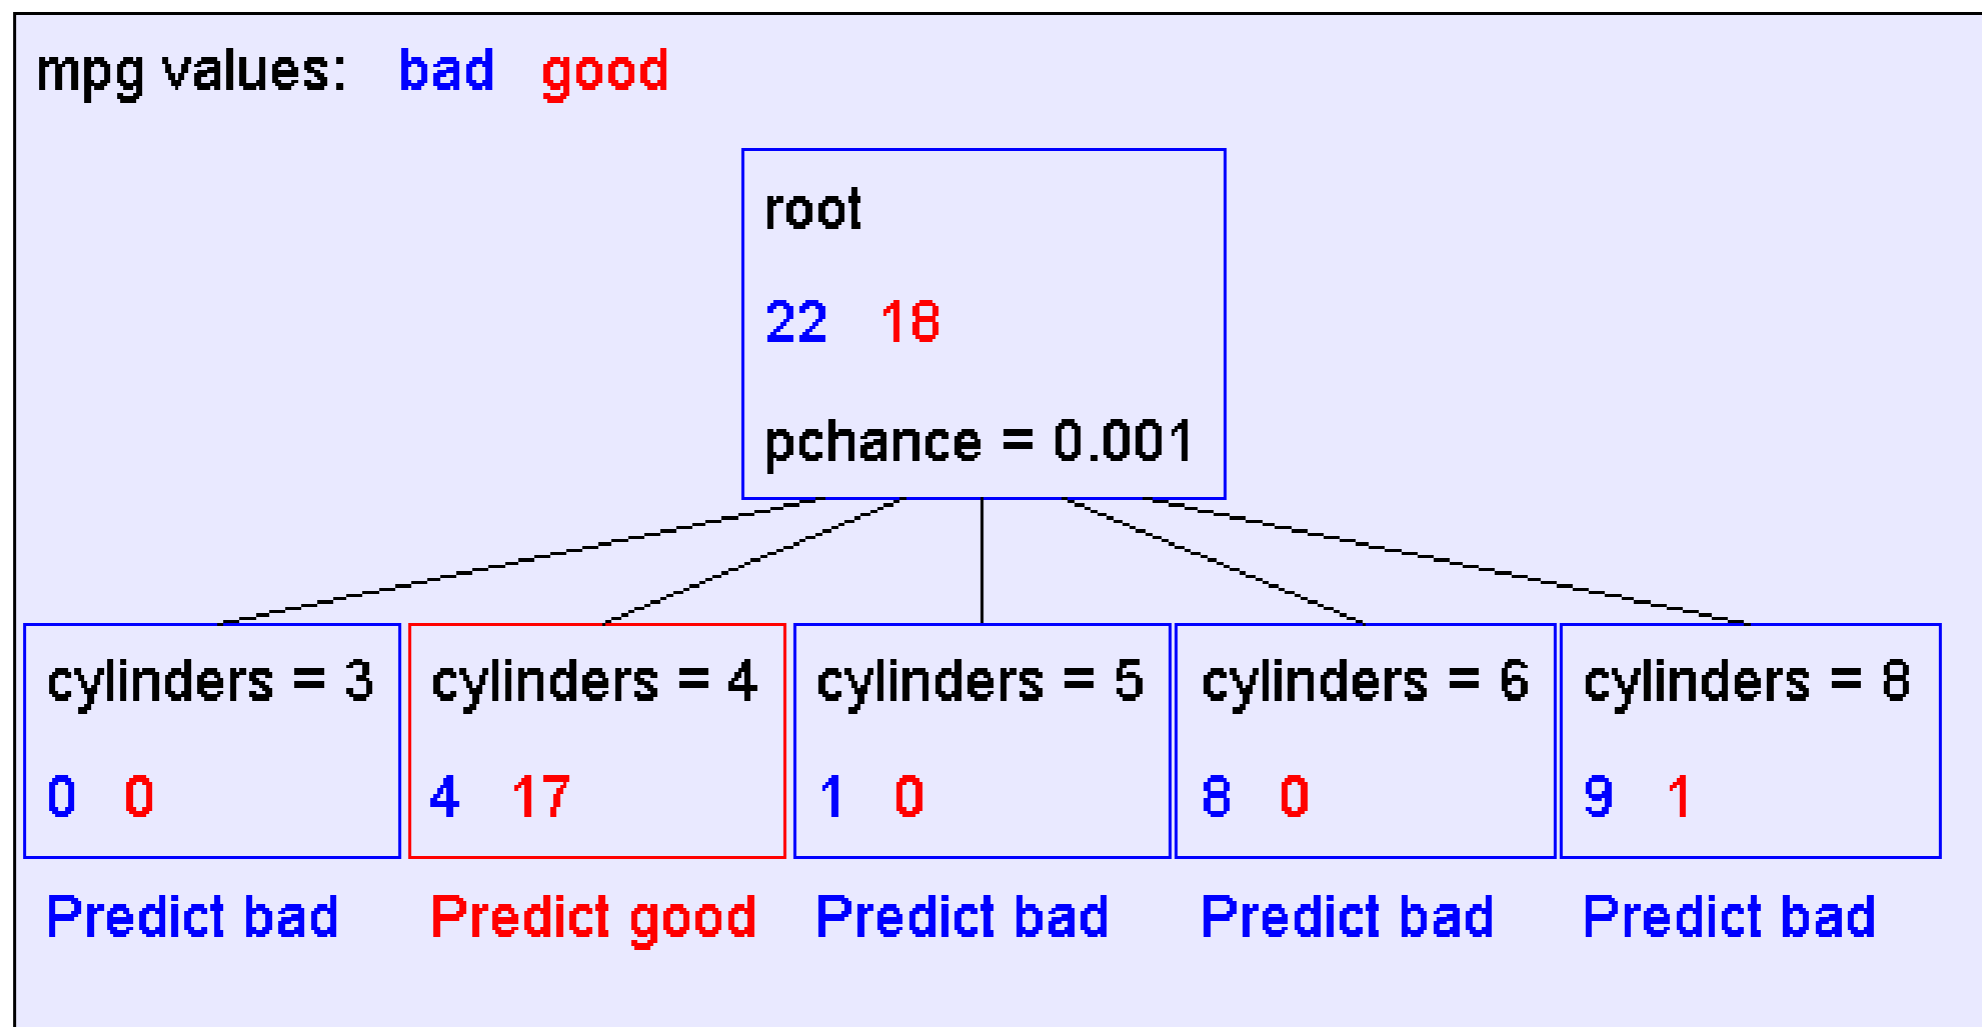 mpg values: bad good
root
22 18
pchance = 0.001
cylinders = 3 cylinders = 4 cylinders = 5 cylinders = 6 cylinders = 8
0 0 4 17 1 0 8 0 9 1
Predict bad Predict good Predict bad Predict bad Predict bad